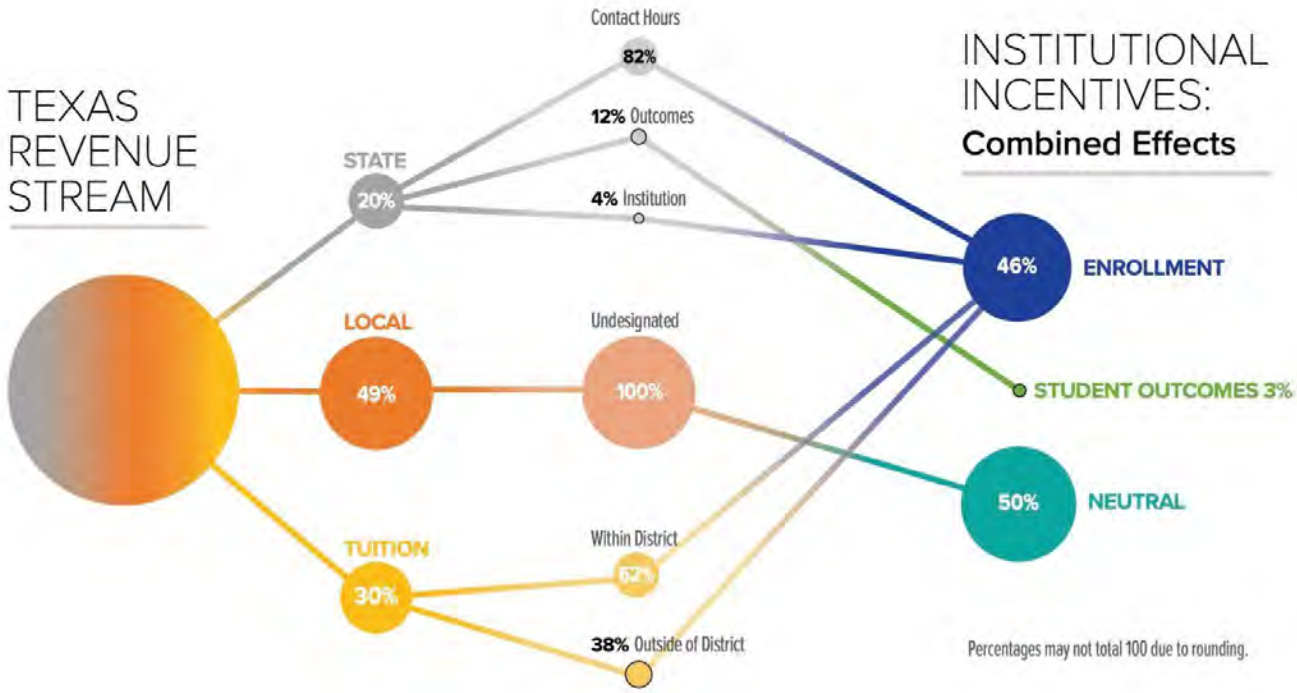 TEXAS
REVENUE
STREAM
STATE
20%
LOCAL
49%
TUITION
30%
Contact Hours
82%
12% Outcomes
4% Institution
Undesignated
100%
Within District
62%
38% Outside of District
INSTITUTIONAL
INCENTIVES:
Combined Effects
46%
ENROLLMENT
STUDENT OUTCOMES 3%
50%
NEUTRAL
Percentages may not total 100 due to rounding.